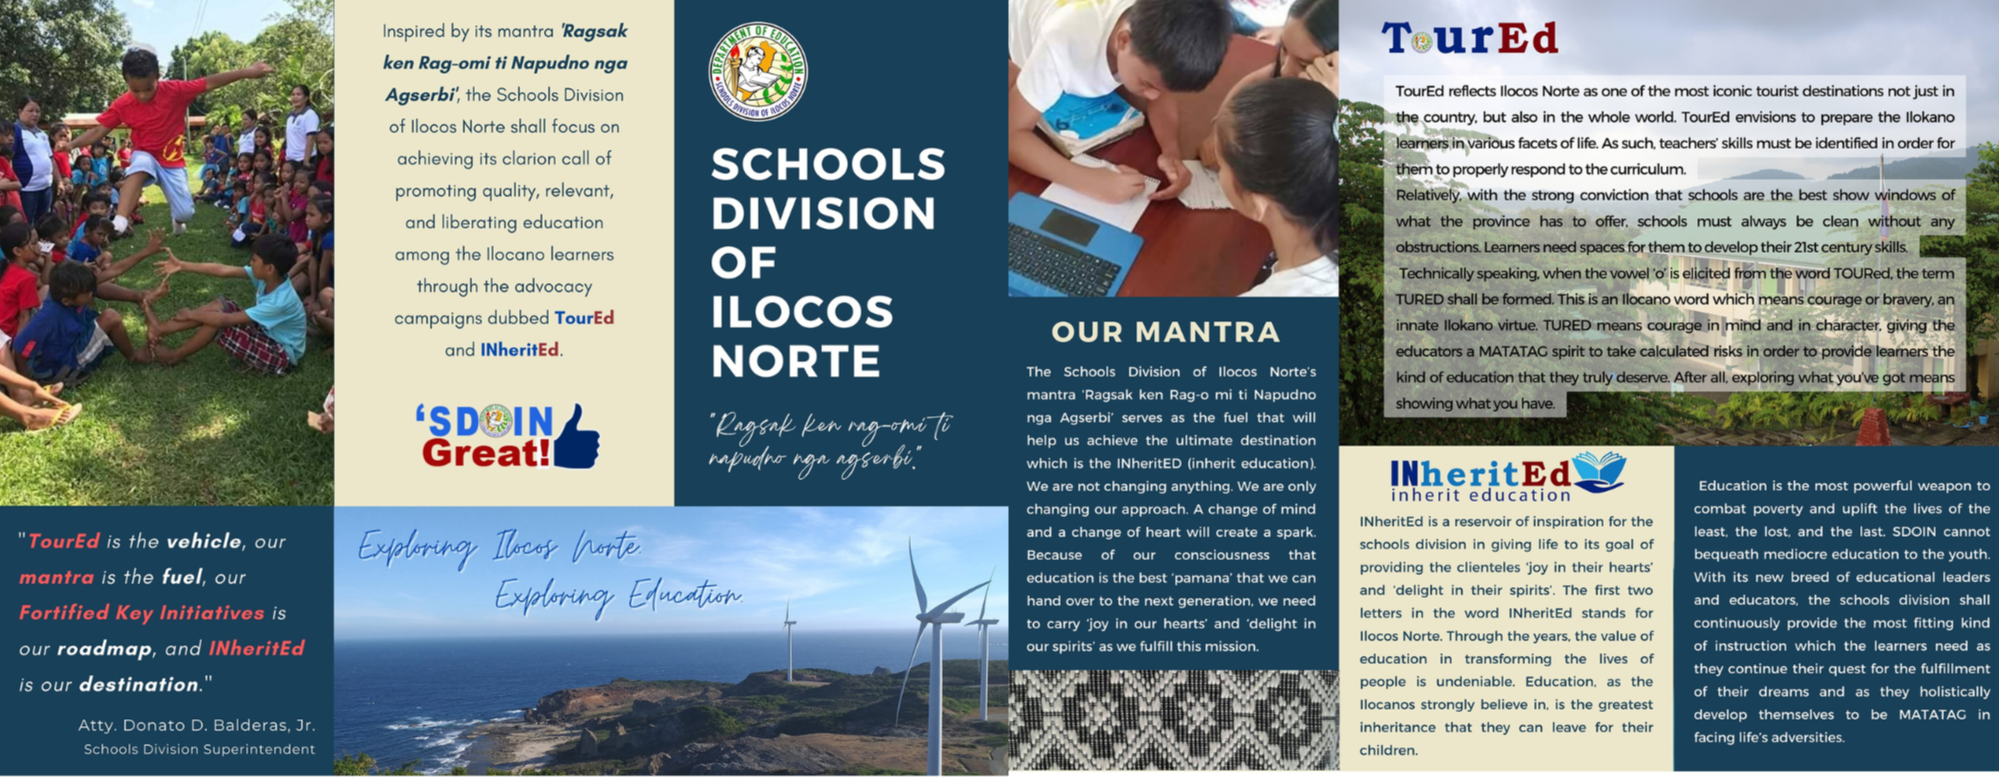 Inspired by its mantra 'Ragsak
ken Rag-omi ti Napudno nga
Agserbi', the Schools Division
of Ilocos Norte shall focus on
achieving its clarion call of
promoting quality, relevant,
and liberating education
among the Ilocano learners
through the advocacy
campaigns dubbed TourEd
and INheritEd.
'SDOIN
Great!
"TourEd is the vehicle, our
mantra is the fuel, our
Fortified Key Initiatives is
our roadmap, and INheritEd
is our destination."
Atty. Donato D. Balderas, Jr.
Schools Division Superintendent
DEPARTMENT OF EDUCATION
SCHOOLS DIVISION OF ILOCOS NORTE
SCHOOLS
DIVISION
OF
ILOCOS
NORTE
"Ragsak ken rag-omi ti
napudno nga agserbi."
Exploring Ilocos Norte.
Exploring Education.
OUR MANTRA
The Schools Division of Ilocos Norte's
mantra 'Ragsak ken Rag-o mi ti Napudno
nga Agserbi' serves as the fuel that will
help us achieve the ultimate destination
which is the INheritED (inherit education).
We are not changing anything. We are only
changing our approach. A change of mind
and a change of heart will create a spark.
Because of our consciousness that
education is the best 'pamana' that we can
hand over to the next generation, we need
to carry 'joy in our hearts' and 'delight in
our spirits' as we fulfill this mission.
TourEd
TourEd reflects Ilocos Norte as one of the most iconic tourist destinations not just in
the country, but also in the whole world. TourEd envisions to prepare the Ilokano
learners in various facets of life. As such, teachers' skills must be identified in order for
them to properly respond to the curriculum.
Relatively, with the strong conviction that schools are the best show windows of
what the province has to offer, schools must always be clean without any
obstructions. Learners need spaces for them to develop their 21st century skills.
Technically speaking, when the vowel 'o' is elicited from the word TOURed, the term
TURED shall be formed. This is an Ilocano word which means courage or bravery, an
innate Ilokano virtue. TURED means courage in mind and in character, giving the
educators a MATATAG spirit to take calculated risks in order to provide learners the
kind of education that they truly deserve. After all, exploring what you've got means
showing what you have.
INheritEd
inherit education
INheritEd is a reservoir of inspiration for the
schools division in giving life to its goal of
providing the clienteles 'joy in their hearts'
and 'delight in their spirits'. The first two
letters in the word INheritEd stands for
Ilocos Norte. Through the years, the value of
education in transforming the lives of
people is undeniable. Education, as the
Ilocanos strongly believe in, is the greatest
inheritance that they can leave for their
children.
Education is the most powerful weapon to
combat poverty and uplift the lives of the
least, the lost, and the last. SDOIN cannot
bequeath mediocre education to the youth.
With its new breed of educational leaders
and educators, the schools division shall
continuously provide the most fitting kind
of instruction which the learners need as
they continue their quest for the fulfillment
of their dreams and as they holistically
develop themselves to be MATATAG in
facing life's adversities.